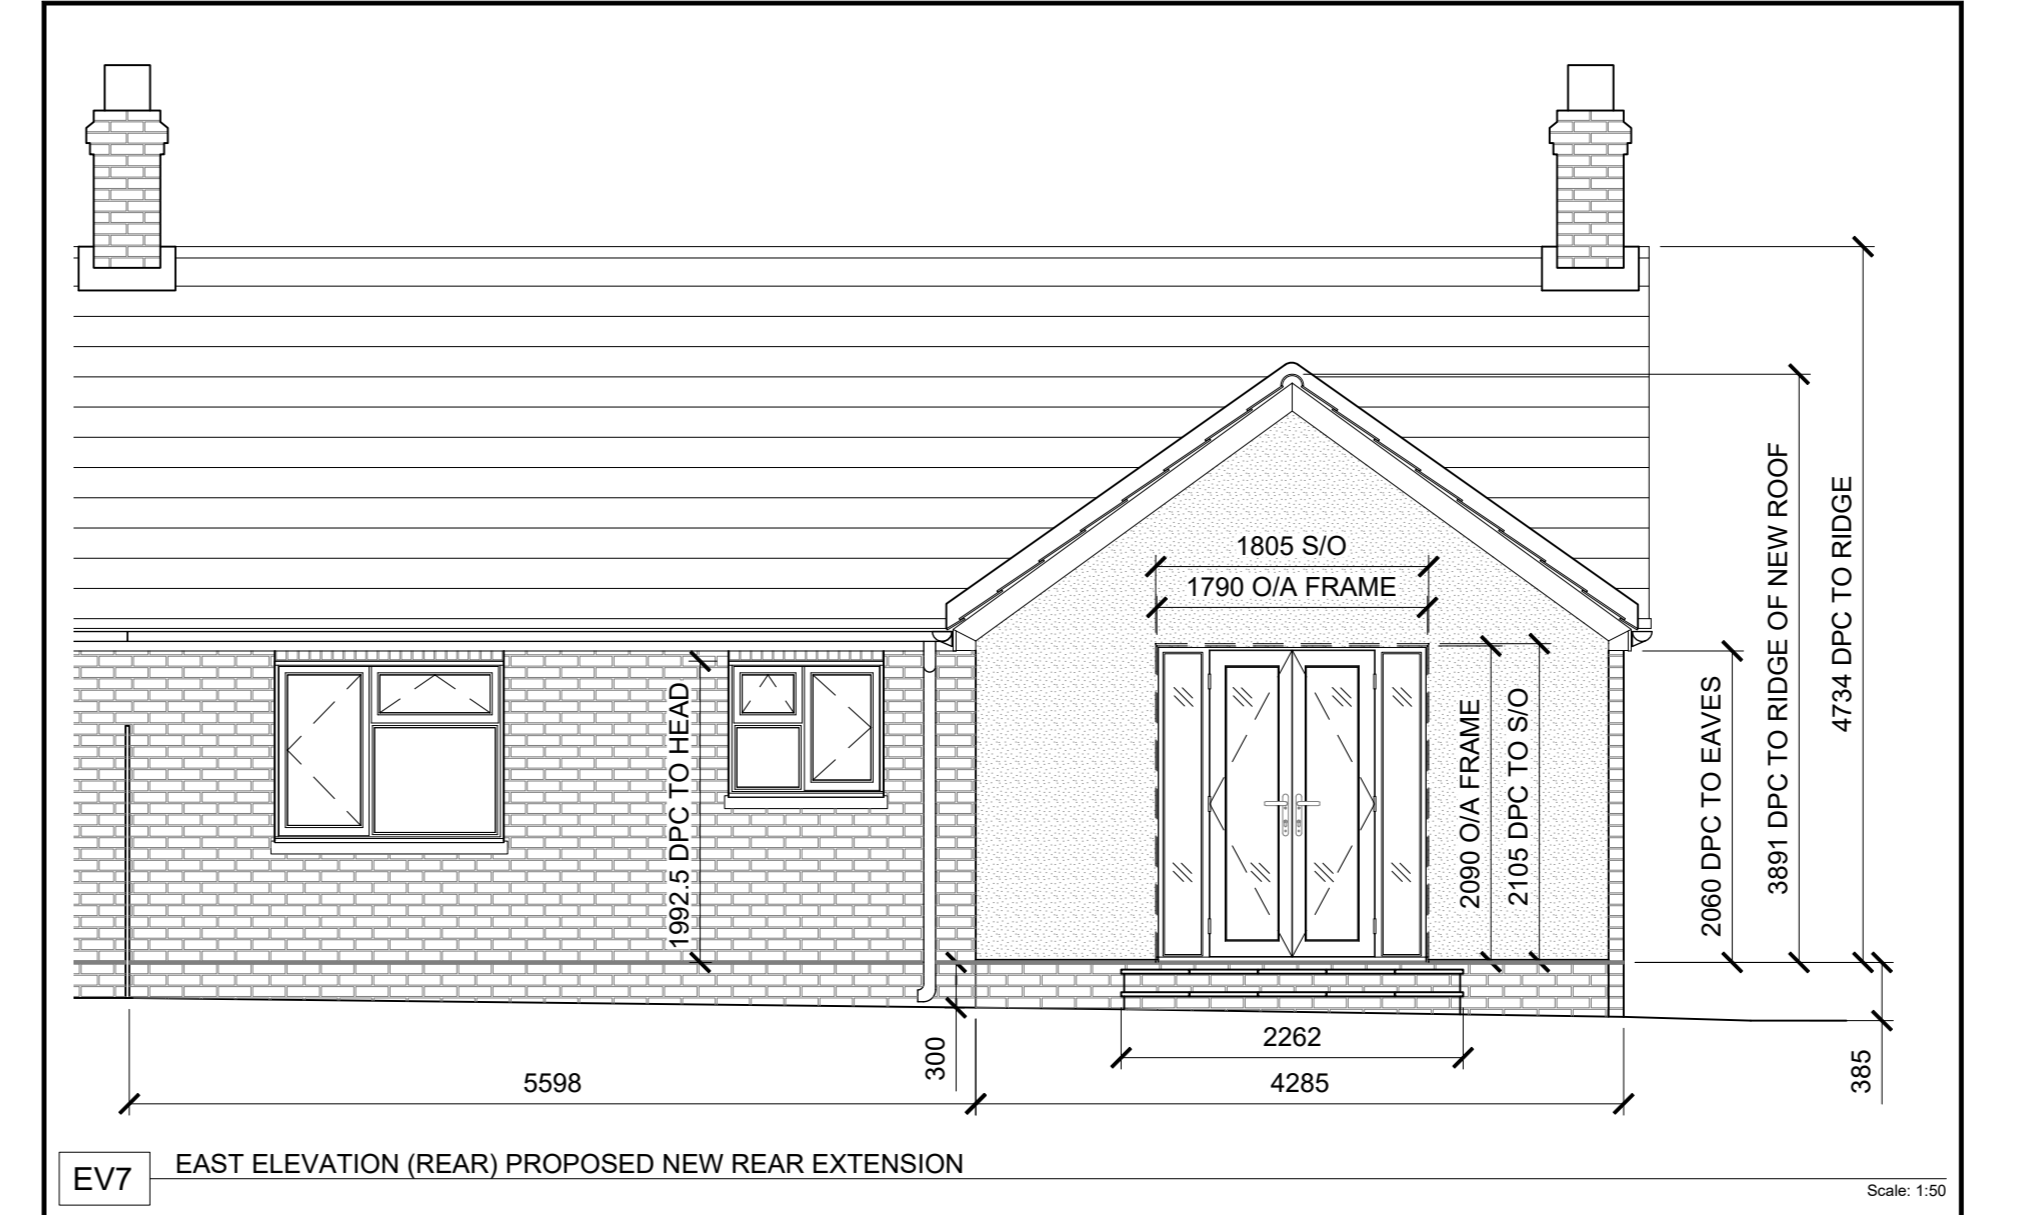 1805 S/O
1790 O/A FRAME
1992.5 DPC TO HEAD
2090 O/A FRAME
2105 DPC TO S/O
2060 DPC TO EAVES
3891 DPC TO RIDGE OF NEW ROOF
4734 DPC TO RIDGE
2262
300
385
5598
4285
EV7
EAST ELEVATION (REAR) PROPOSED NEW REAR EXTENSION
Scale: 1:50